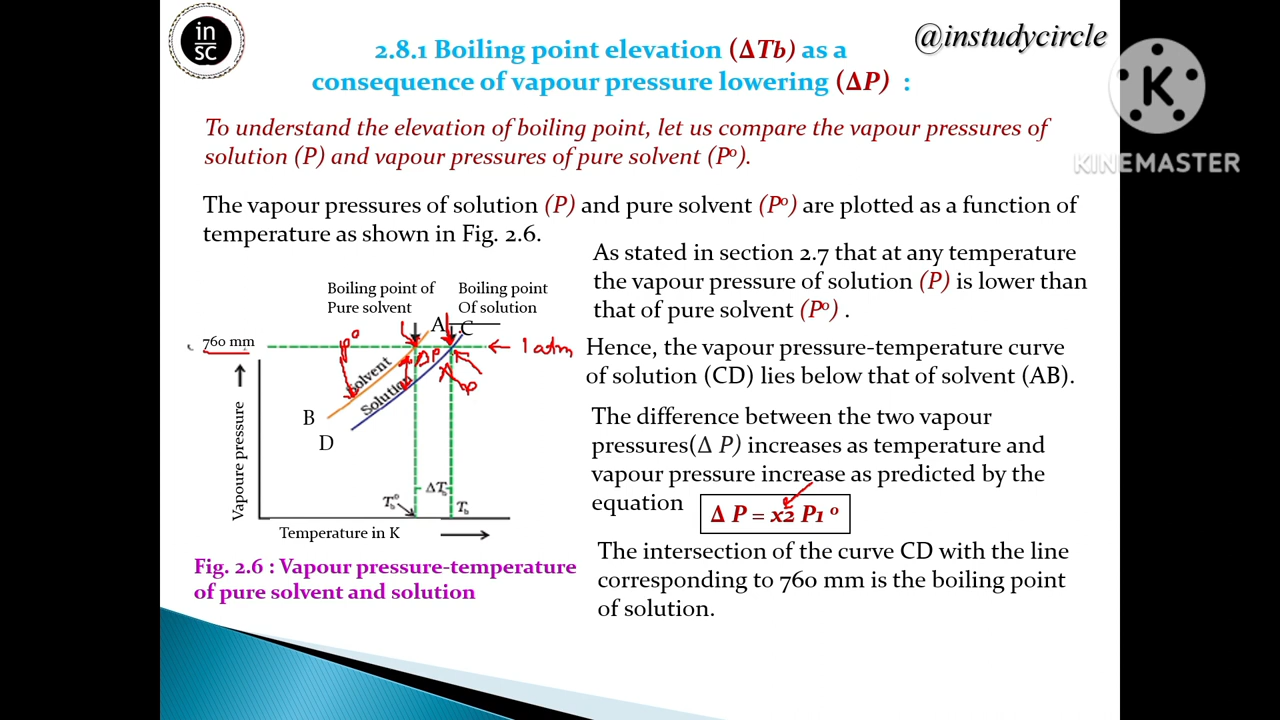 in
sc
@instudycircle
KINEMASTER
2.8.1 Boiling point elevation (ΔTb) as a
consequence of vapour pressure lowering (ΔP) :
To understand the elevation of boiling point, let us compare the vapour pressures of
solution (P) and vapour pressures of pure solvent (Pº).
The vapour pressures of solution (P) and pure solvent (Pº) are plotted as a function of
temperature as shown in Fig. 2.6.
As stated in section 2.7 that at any temperature
the vapour pressure of solution (P) is lower than
that of pure solvent (Pº) .
Hence, the vapour pressure-temperature curve
of solution (CD) lies below that of solvent (AB).
The difference between the two vapour
pressures(Δ P) increases as temperature and
vapour pressure increase as predicted by the
equation
Δ P = x2 P1 º
The intersection of the curve CD with the line
corresponding to 760 mm is the boiling point
of solution.
Boiling point of
Pure solvent
Boiling point
Of solution
A
C
760 mm
1 atm
pº
ΔP
P
Solvent
Solution
B
D
Vapoure pressure
ΔTb
Tbº
Tb
Temperature in K
Fig. 2.6 : Vapour pressure-temperature
of pure solvent and solution